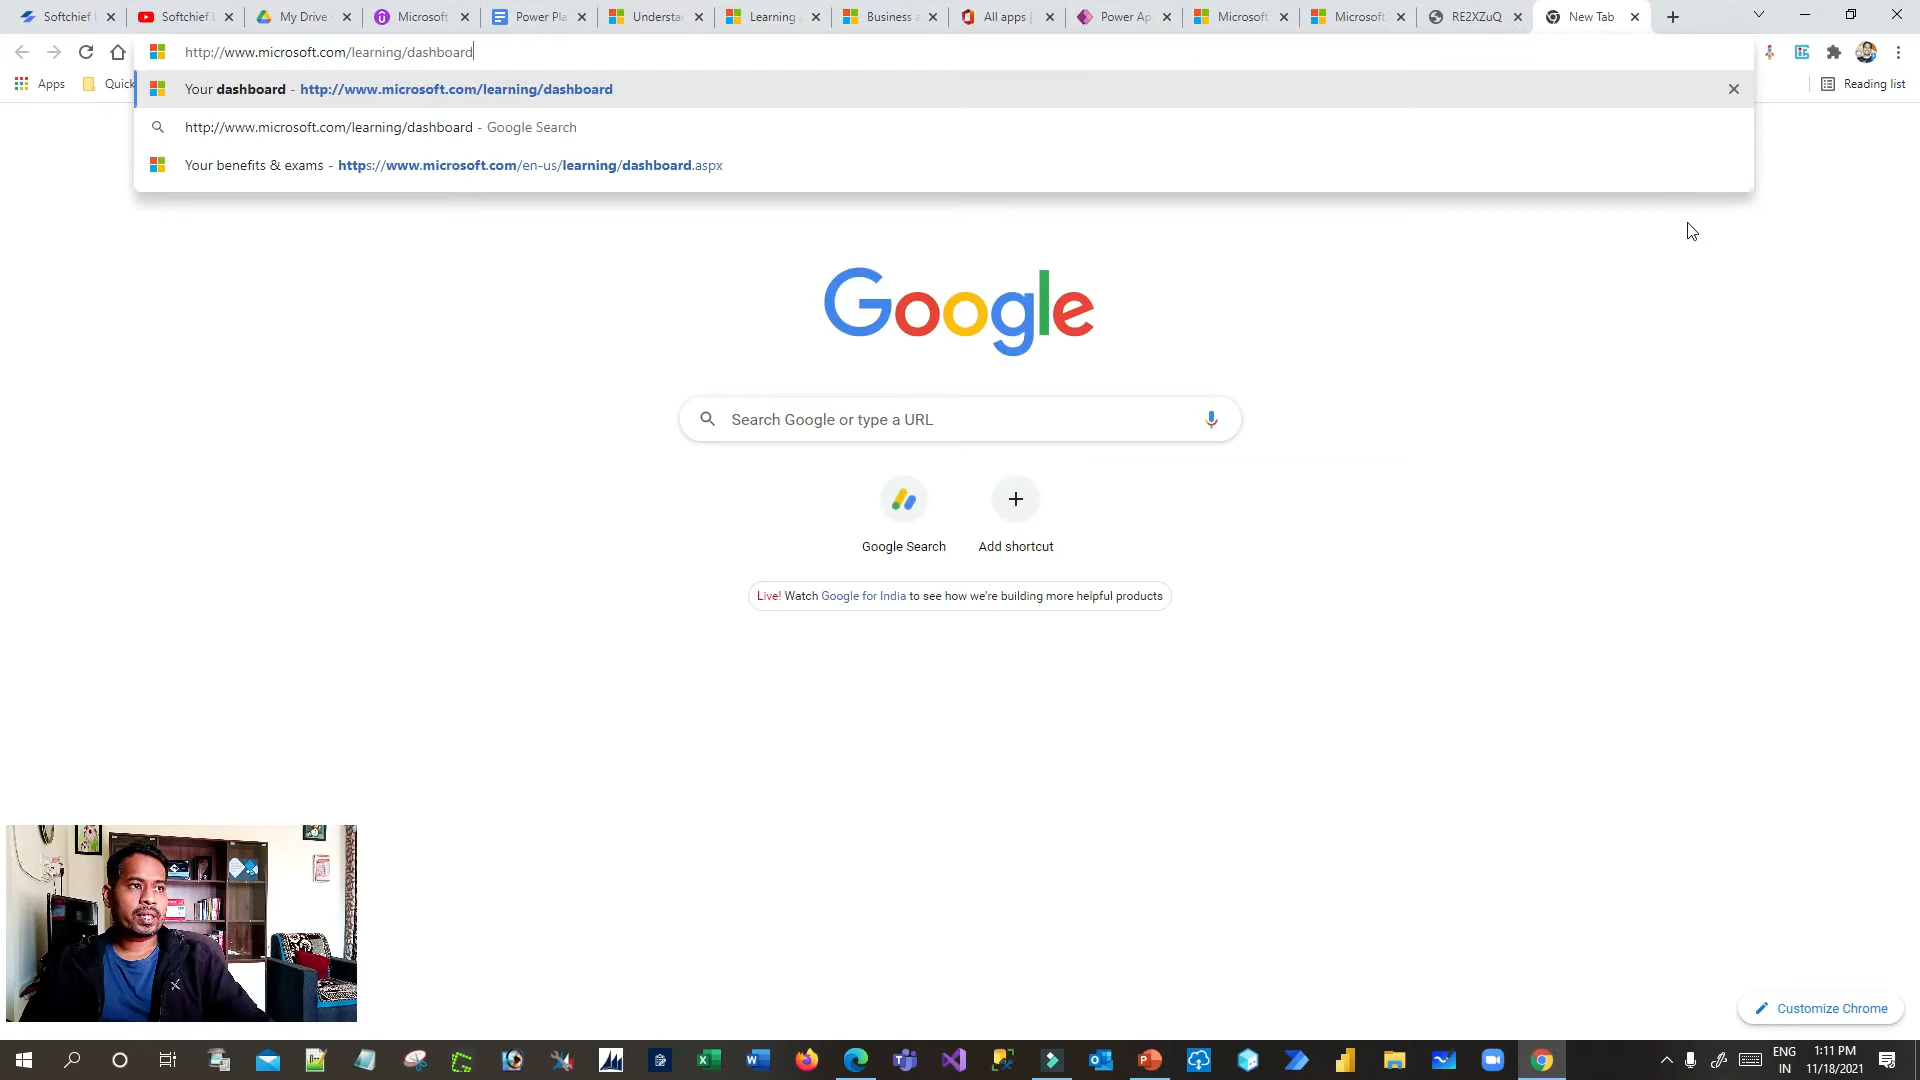 Softchief
Softchief
My Drive
Microsoft
Power Pla
Understa
Learning
Business a
All apps |
Power Ap
Microsoft
Microsoft
RE2XZuQ
New Tab
http://www.microsoft.com/learning/dashboard
Apps
Quick
Reading list
Your dashboard - http://www.microsoft.com/learning/dashboard
http://www.microsoft.com/learning/dashboard - Google Search
Your benefits & exams - https://www.microsoft.com/en-us/learning/dashboard.aspx
Google
Search Google or type a URL
Google Search
Add shortcut
Live! Watch Google for India to see how we're building more helpful products
Customize Chrome
ENG
IN
1:11 PM
11/18/2021